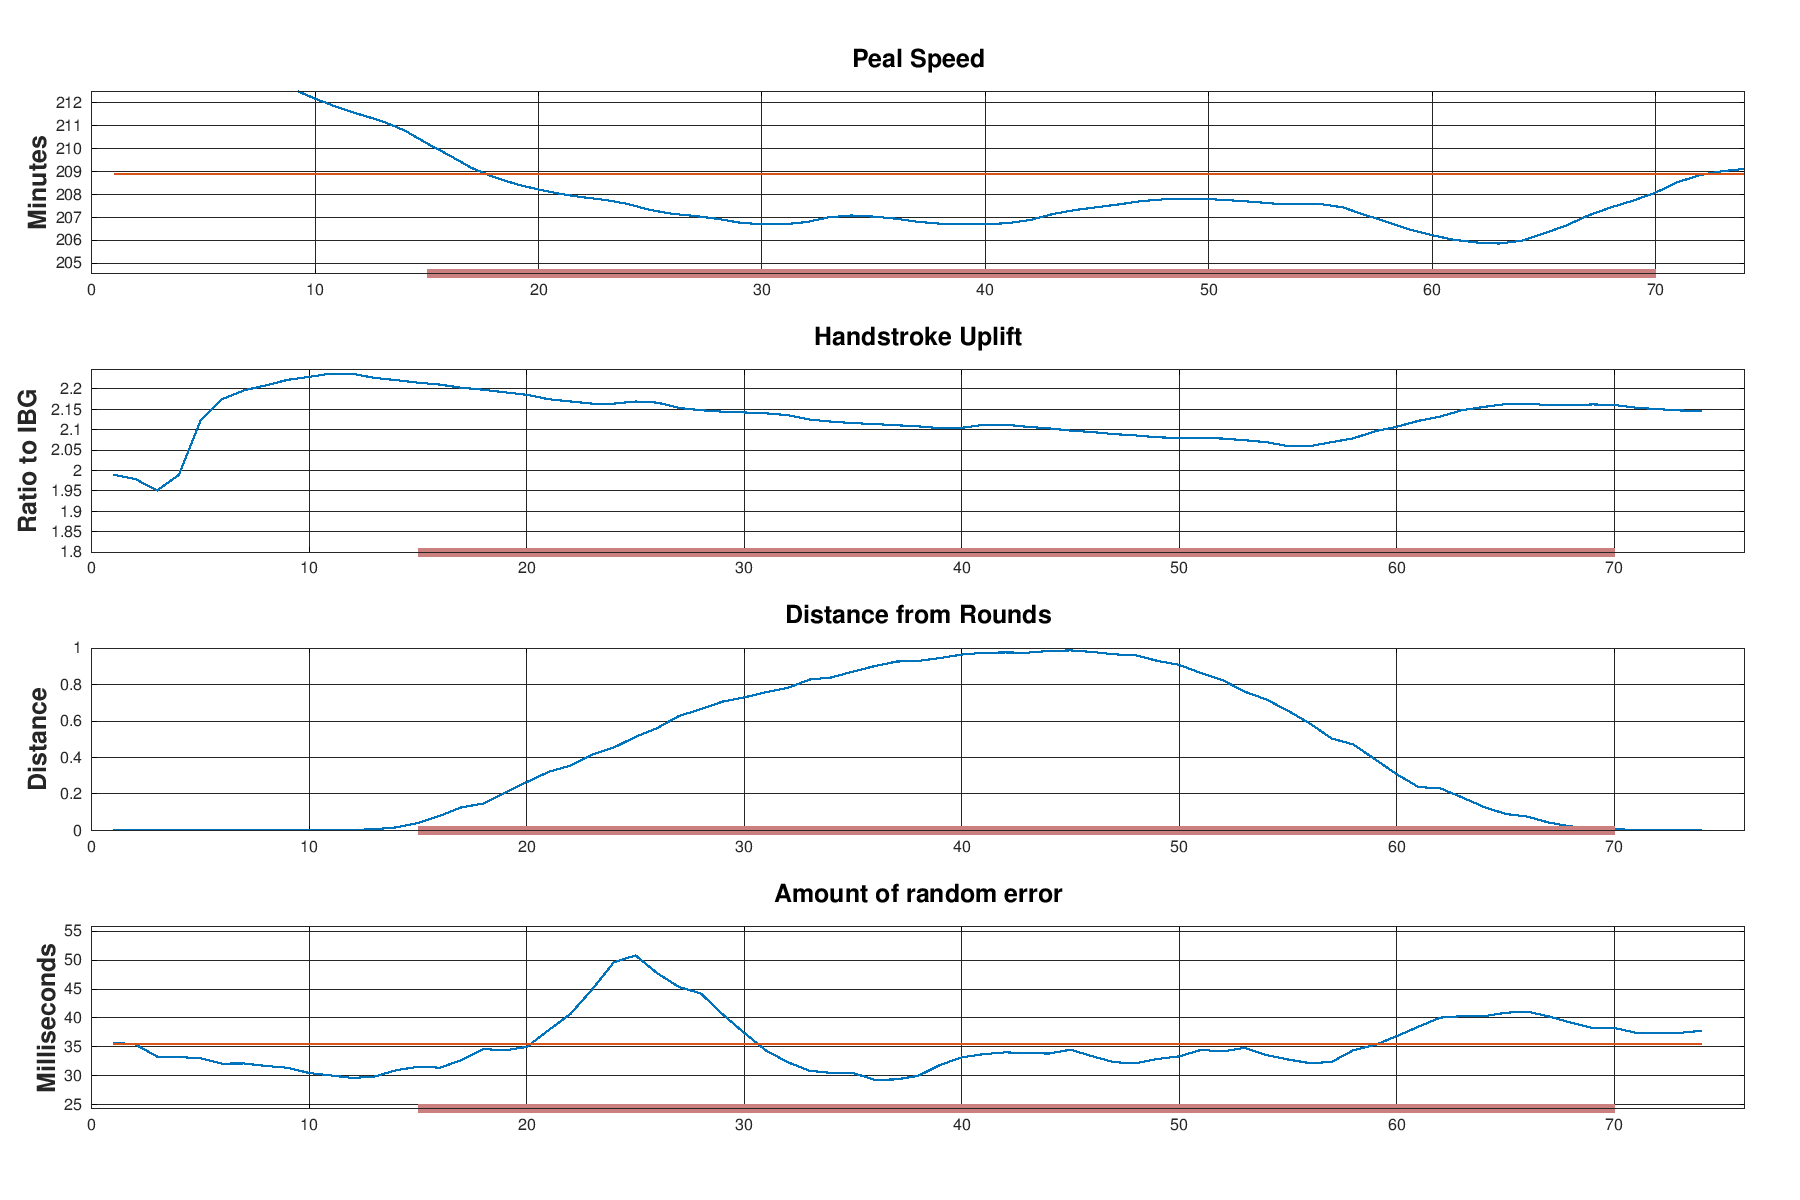 Peal Speed
Minutes
212
211
210
209
208
207
206
205
0 10 20 30 40 50 60 70
Handstroke Uplift
Ratio to IBG
2.2
2.15
2.1
2.05
2
1.95
1.9
1.85
1.8
0 10 20 30 40 50 60 70
Distance from Rounds
Distance
1
0.8
0.6
0.4
0.2
0
0 10 20 30 40 50 60 70
Amount of random error
Milliseconds
55
50
45
40
35
30
25
0 10 20 30 40 50 60 70